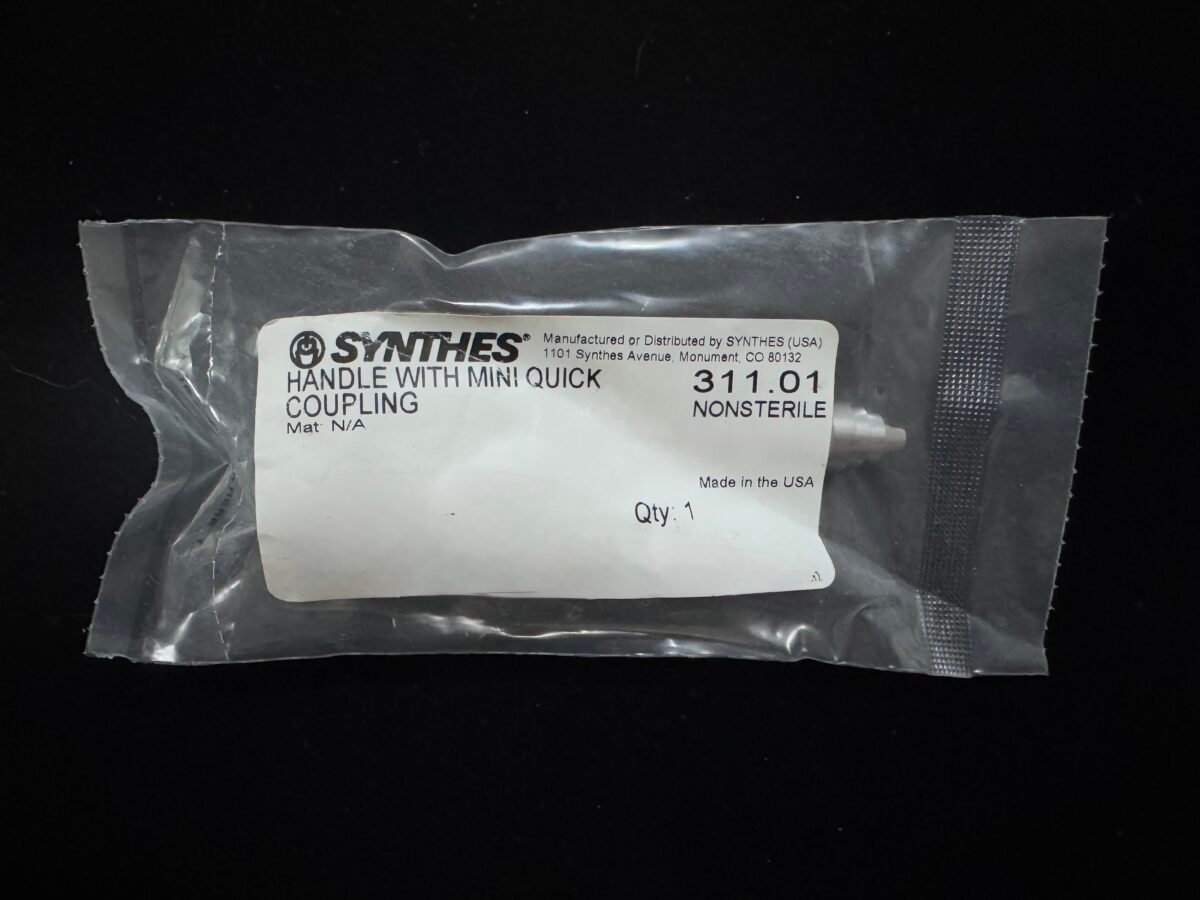 SYNTHES® Manufactured or Distributed by SYNTHES (USA)
1101 Synthes Avenue, Monument, CO 80132
HANDLE WITH MINI QUICK 311.01
COUPLING NONSTERILE
Mat: N/A
Made in the USA
Qty: 1